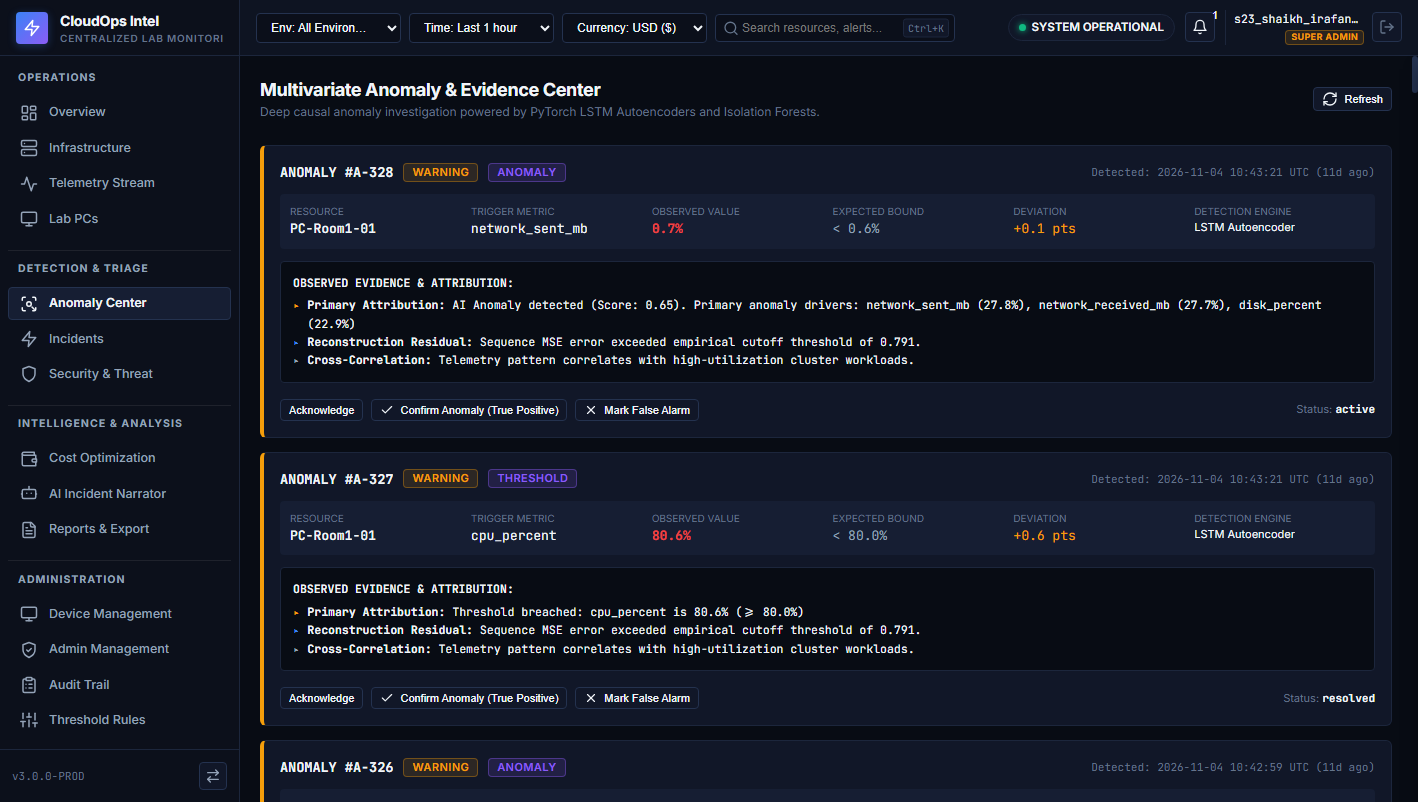 CloudOps Intel
CENTRALIZED LAB MONITORI
Env: All Environ...
Time: Last 1 hour
Currency: USD ($)
Search resources, alerts...
Ctrl+K
SYSTEM OPERATIONAL
1
s23_shaikh_irafan...
SUPER ADMIN
OPERATIONS
Overview
Infrastructure
Telemetry Stream
Lab PCs
DETECTION & TRIAGE
Anomaly Center
Incidents
Security & Threat
INTELLIGENCE & ANALYSIS
Cost Optimization
AI Incident Narrator
Reports & Export
ADMINISTRATION
Device Management
Admin Management
Audit Trail
Threshold Rules
v3.0.0-PROD
Multivariate Anomaly & Evidence Center
Deep causal anomaly investigation powered by PyTorch LSTM Autoencoders and Isolation Forests.
Refresh
ANOMALY #A-328 WARNING ANOMALY Detected: 2026-11-04 10:43:21 UTC (11d ago)
RESOURCE TRIGGER METRIC OBSERVED VALUE EXPECTED BOUND DEVIATION DETECTION ENGINE
PC-Room1-01 network_sent_mb 0.7% < 0.6% +0.1 pts LSTM Autoencoder
OBSERVED EVIDENCE & ATTRIBUTION:
▸ Primary Attribution: AI Anomaly detected (Score: 0.65). Primary anomaly drivers: network_sent_mb (27.8%), network_received_mb (27.7%), disk_percent
(22.9%)
▸ Reconstruction Residual: Sequence MSE error exceeded empirical cutoff threshold of 0.791.
▸ Cross-Correlation: Telemetry pattern correlates with high-utilization cluster workloads.
Acknowledge Confirm Anomaly (True Positive) Mark False Alarm Status: active
ANOMALY #A-327 WARNING THRESHOLD Detected: 2026-11-04 10:43:21 UTC (11d ago)
RESOURCE TRIGGER METRIC OBSERVED VALUE EXPECTED BOUND DEVIATION DETECTION ENGINE
PC-Room1-01 cpu_percent 80.6% < 80.0% +0.6 pts LSTM Autoencoder
OBSERVED EVIDENCE & ATTRIBUTION:
▸ Primary Attribution: Threshold breached: cpu_percent is 80.6% (≥ 80.0%)
▸ Reconstruction Residual: Sequence MSE error exceeded empirical cutoff threshold of 0.791.
▸ Cross-Correlation: Telemetry pattern correlates with high-utilization cluster workloads.
Acknowledge Confirm Anomaly (True Positive) Mark False Alarm Status: resolved
ANOMALY #A-326 WARNING ANOMALY Detected: 2026-11-04 10:42:59 UTC (11d ago)